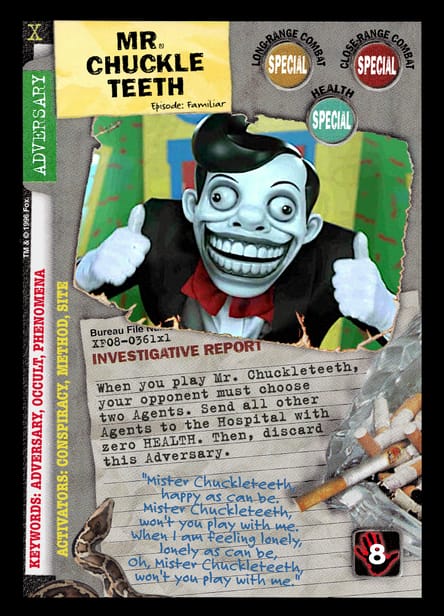 X
ADVERSARY
TM & © 1996 Fox.
KEYWORDS: ADVERSARY, OCCULT, PHENOMENA
ACTIVATORS: CONSPIRACY, METHOD, SITE
MR.
CHUCKLE
TEETH
Episode: Familiar
LONG-RANGE COMBAT
SPECIAL
CLOSE-RANGE COMBAT
SPECIAL
HEALTH
SPECIAL
Bureau File
XF08-0361x1
INVESTIGATIVE REPORT
When you play Mr. Chuckleteeth,
your opponent must choose
two Agents. Send all other
Agents to the Hospital with
zero HEALTH. Then, discard
this Adversary.
"Mister Chuckleteeth,
happy as can be.
Mister Chuckleteeth,
won't you play with me.
When I am feeling lonely,
lonely as can be,
Oh, Mister Chuckleteeth,
won't you play with me."
8